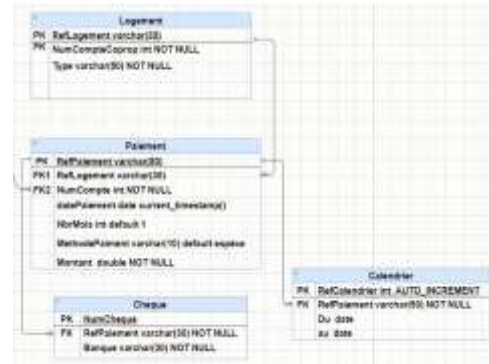 Logement
PK RefLogement varchar(30)
FK NumCompteCoprop int NOT NULL
Type varchar(50) NOT NULL
Paiement
PK RefPaiement varchar(30)
FK1 RefLogement varchar(30)
FK2 NumCompte int NOT NULL
datePaiement date current_timestamp()
NbrMois int default 1
MethodePaiment varchar(10) default espèce
Montant double NOT NULL
Cheque
PK NumCheque
FK RefPaiement varchar(30) NOT NULL
Banque varchar(30) NOT NULL
Calendrier
PK RefCalendrier int AUTO_INCREMENT
FK RefPaiement varchar(50) NOT NULL
Du date
au date